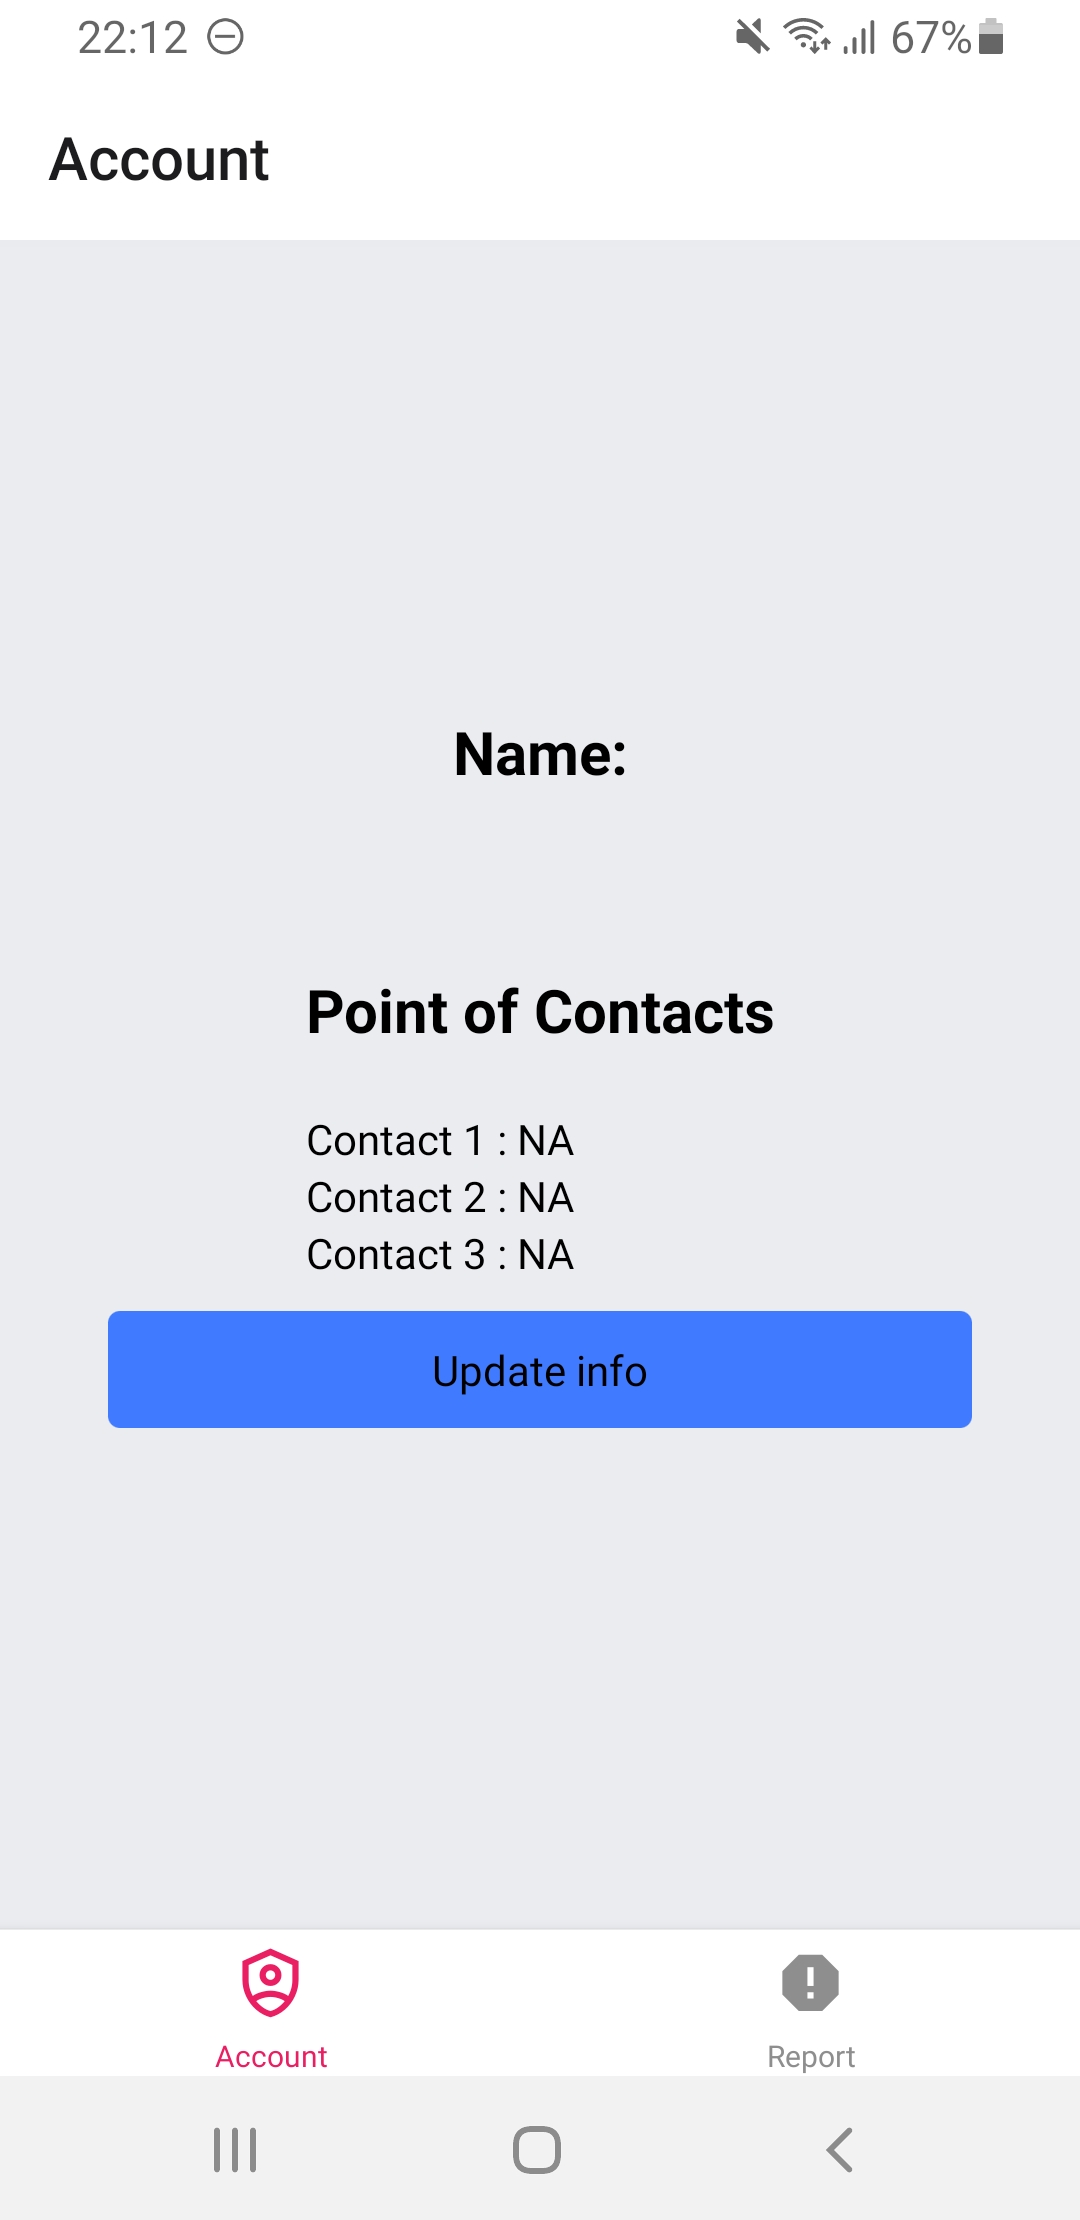 22:12 67%
Account
Name:
Point of Contacts
Contact 1 : NA
Contact 2 : NA
Contact 3 : NA
Update info
Account Report